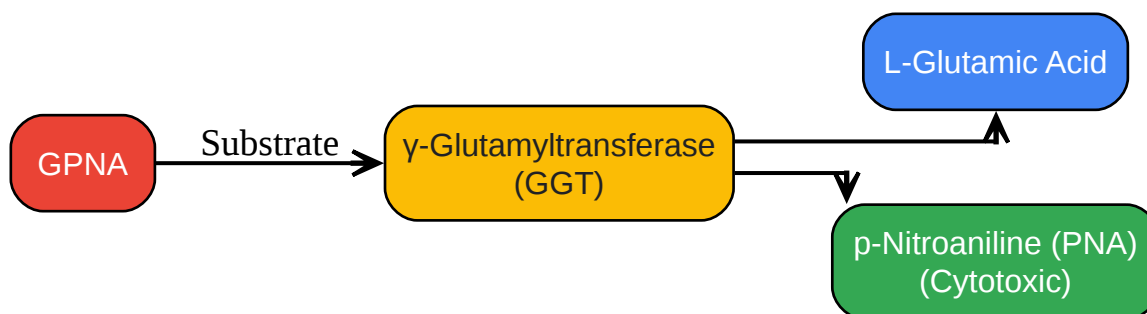 GPNA
Substrate
γ-Glutamyltransferase
(GGT)
L-Glutamic Acid
p-Nitroaniline (PNA)
(Cytotoxic)